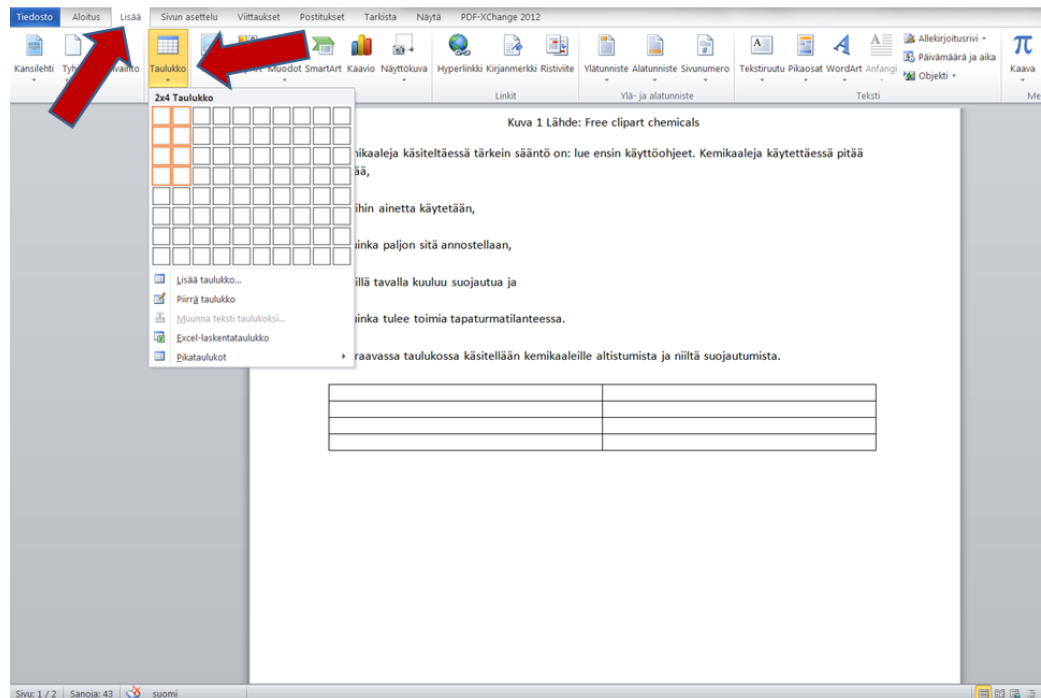 Tiedosto Aloitus Lisää Sivun asettelu Viittaukset Postitukset Tarkista Näytä PDF-XChange 2012
Kansilehti Taulukko Muodot SmartArt Kaavio Näyttökuva Hyperlinkki Kirjanmerkki Ristiviite Ylätunniste Alatunniste Sivunumero Tekstiruutu Pikaosat WordArt Anfangi Kaava
Allekirjoitusrivi
Päivämäärä ja aika
Objekti
Linkit Ylä- ja alatunniste Teksti Me
2x4 Taulukko
Lisää taulukko...
Piirrä taulukko
Muunna teksti taulukoksi...
Excel-laskentataulukko
Pikataulukot
Kuva 1 Lähde: Free clipart chemicals
mikaaleja käsiteltäessä tärkein sääntö on: lue ensin käyttöohjeet. Kemikaaleja käytettäessä pitää
ää,
ihin ainetta käytetään,
inka paljon sitä annostellaan,
illä tavalla kuuluu suojautua ja
inka tulee toimia tapaturmatilanteessa.
raavassa taulukossa käsitellään kemikaaleille altistumista ja niiltä suojautumista.
Sivu: 1 / 2 Sanoja: 43 suomi